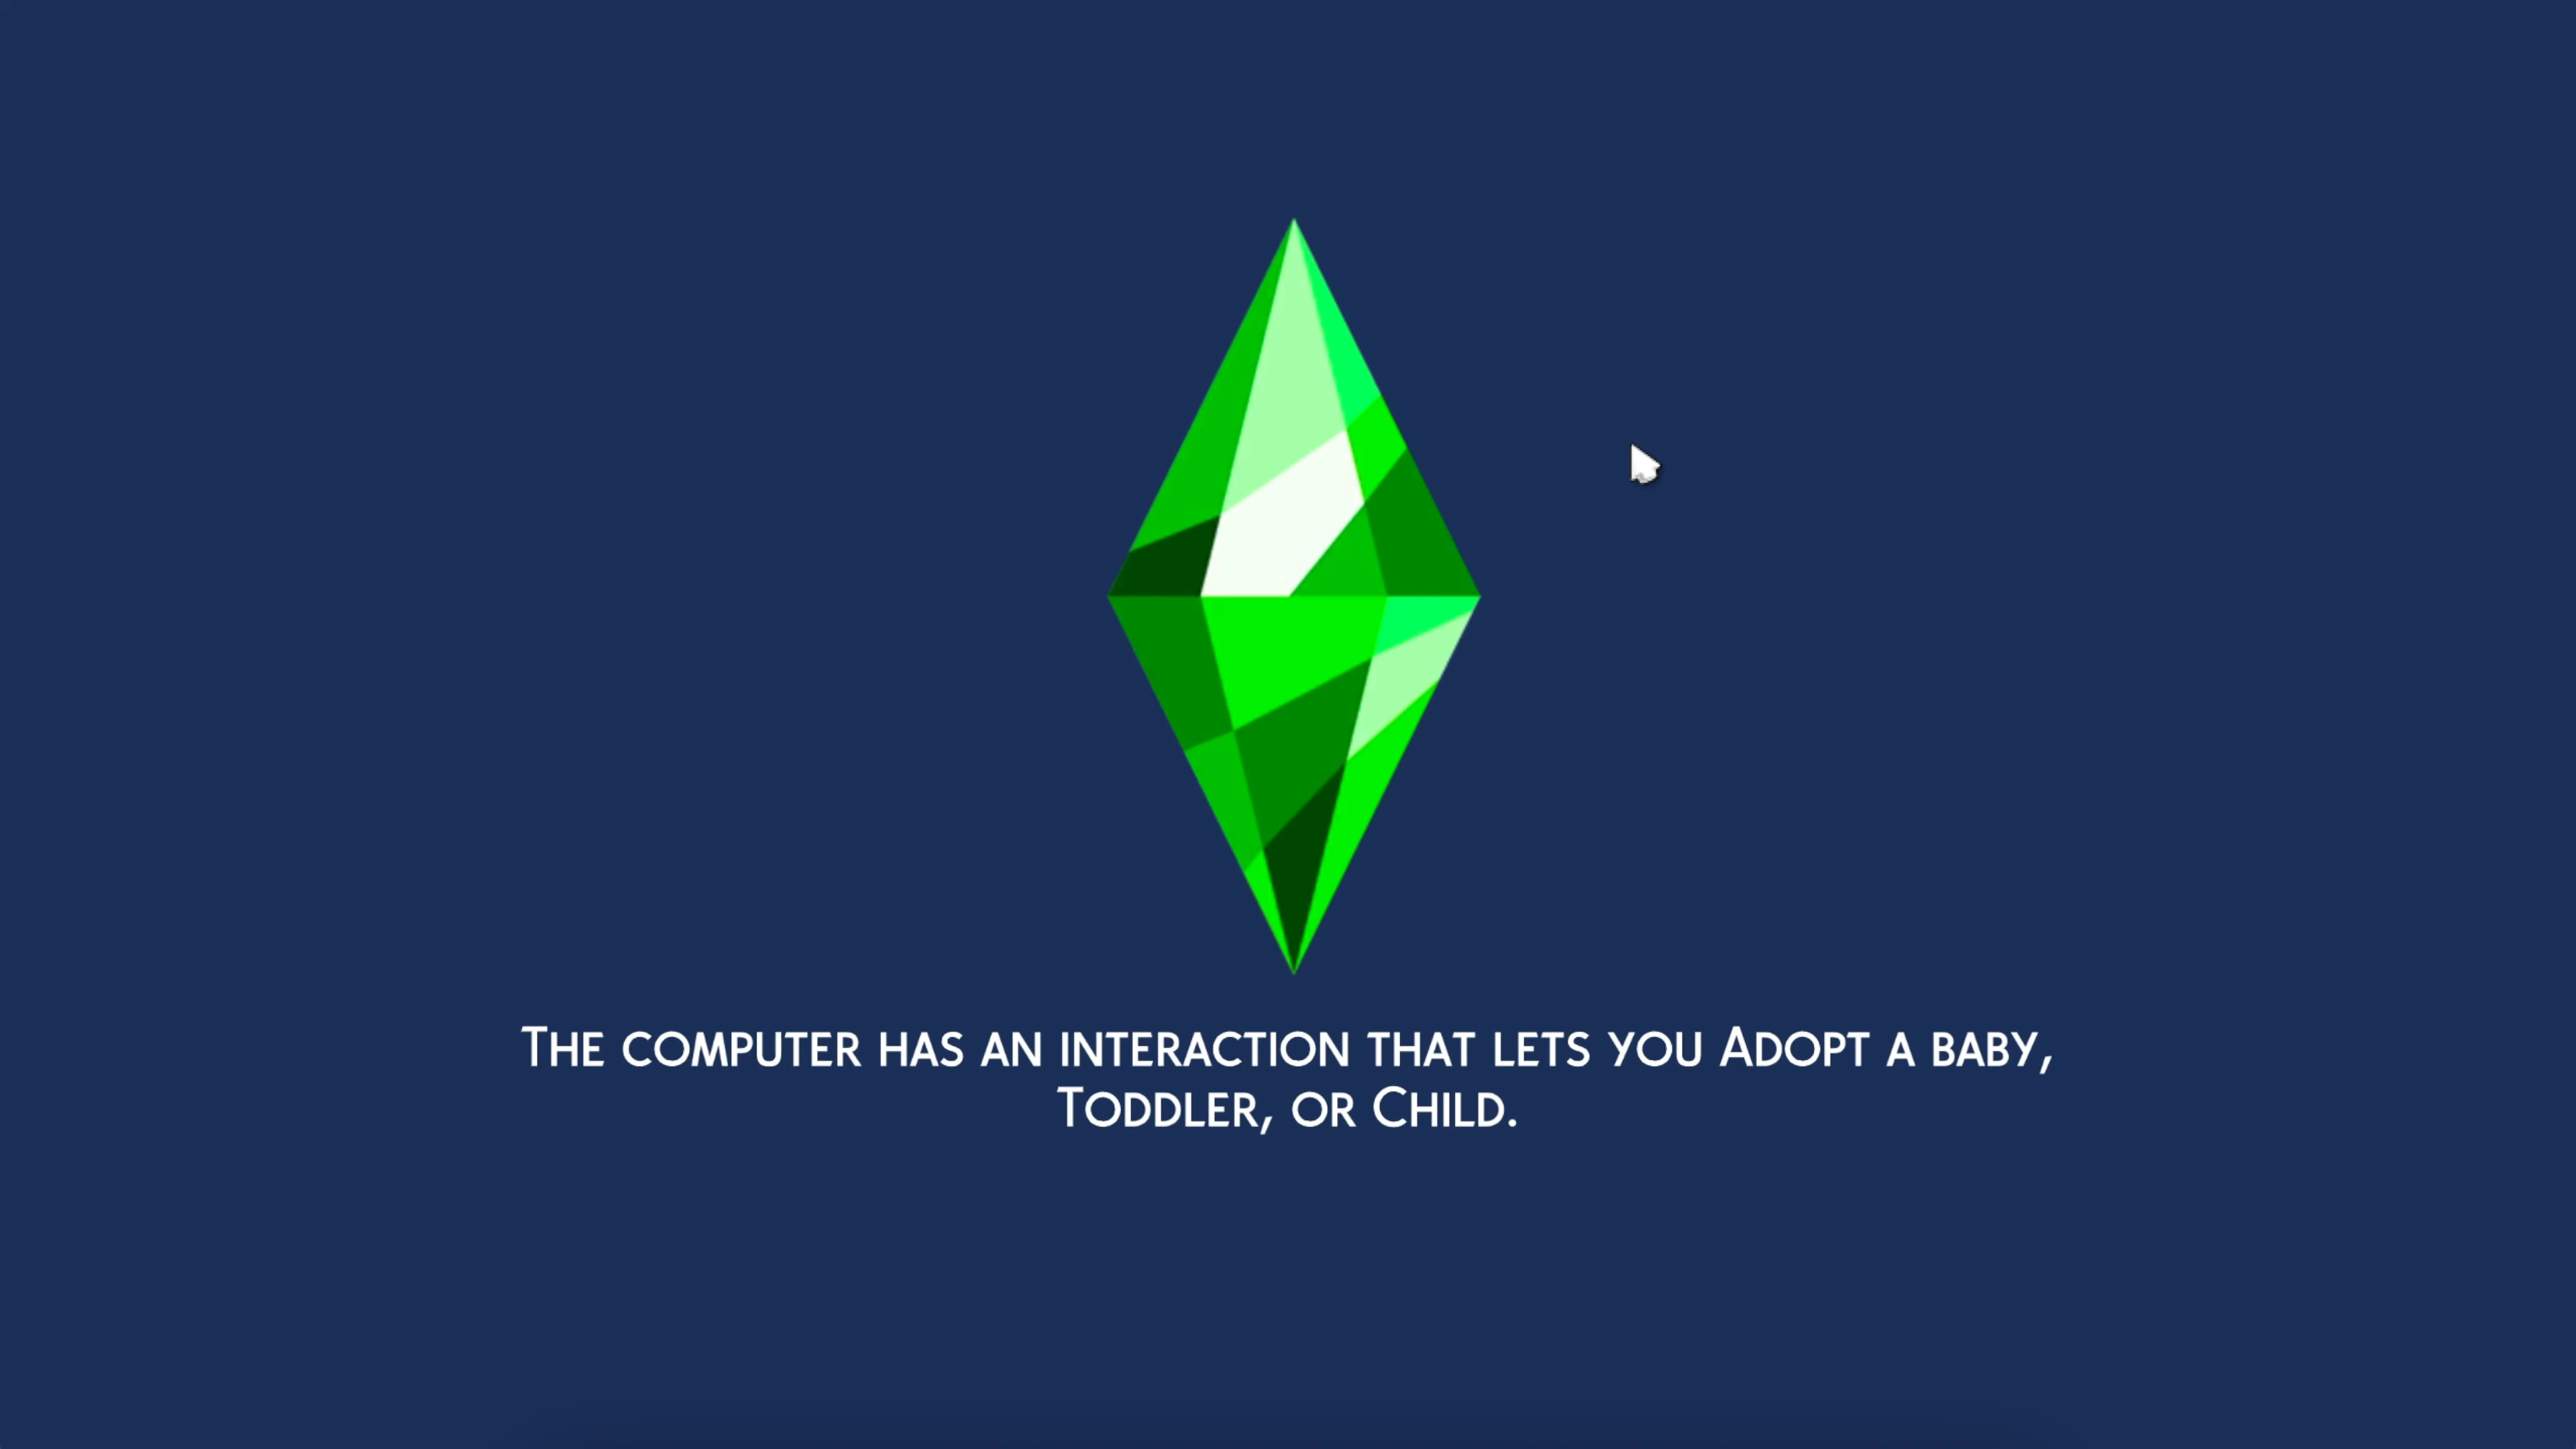 The computer has an interaction that lets you Adopt a baby,
Toddler, or Child.